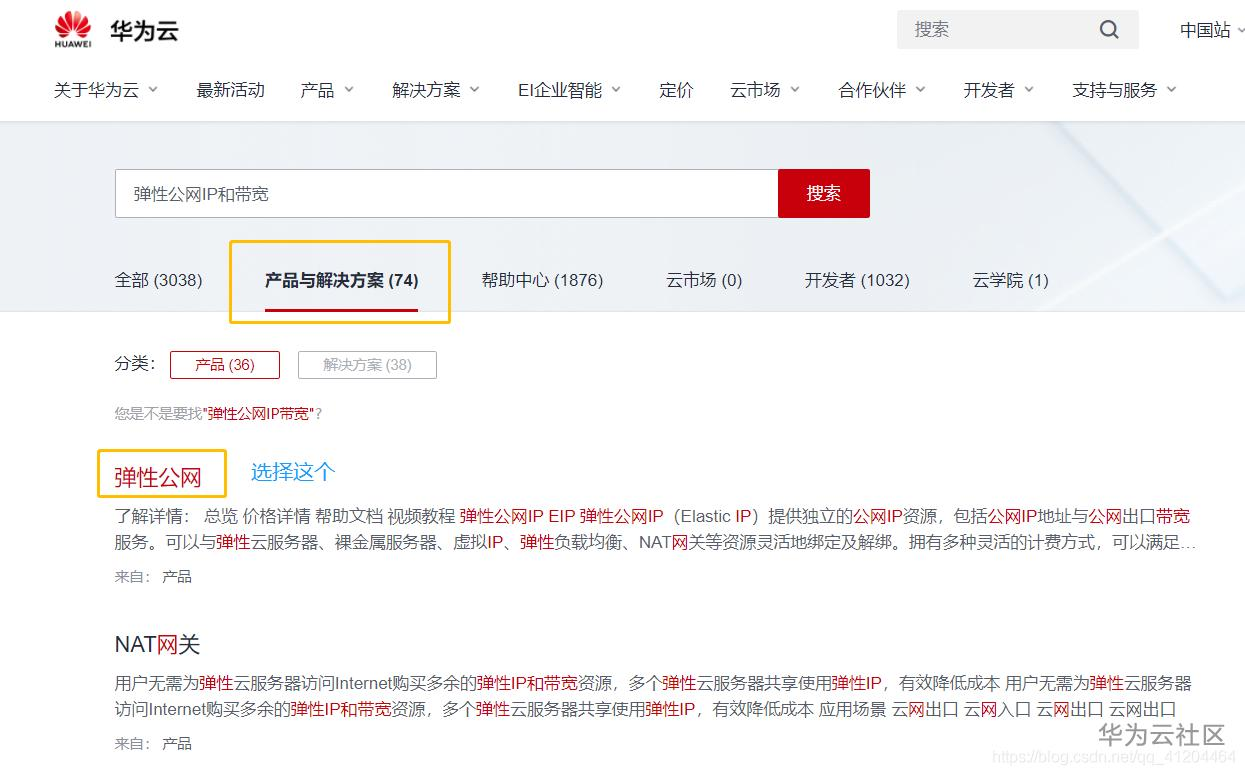 HUAWEI 华为云 搜索 中国站
关于华为云 最新活动 产品 解决方案 EI企业智能 定价 云市场 合作伙伴 开发者 支持与服务
弹性公网IP和带宽 搜索
全部 (3038) 产品与解决方案 (74) 帮助中心 (1876) 云市场 (0) 开发者 (1032) 云学院 (1)
分类： 产品 (36) 解决方案 (38)
您是不是要找"弹性公网IP带宽"?
弹性公网 选择这个
了解详情： 总览 价格详情 帮助文档 视频教程 弹性公网IP EIP 弹性公网IP（Elastic IP）提供独立的公网IP资源，包括公网IP地址与公网出口带宽
服务。可以与弹性云服务器、裸金属服务器、虚拟IP、弹性负载均衡、NAT网关等资源灵活地绑定及解绑。拥有多种灵活的计费方式，可以满足...
来自： 产品
NAT网关
用户无需为弹性云服务器访问Internet购买多余的弹性IP和带宽资源，多个弹性云服务器共享使用弹性IP，有效降低成本 用户无需为弹性云服务器
访问Internet购买多余的弹性IP和带宽资源，多个弹性云服务器共享使用弹性IP，有效降低成本 应用场景 云网出口 云网入口 云网出口 云网出口
来自： 产品
华为云社区
https://blog.csdn.net/qq_41204464